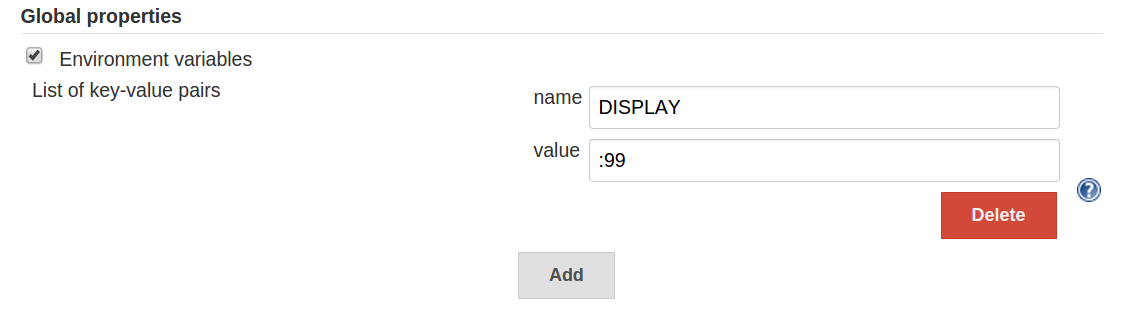 Global properties
Environment variables
List of key-value pairs
name DISPLAY
value :99
?
Delete
Add